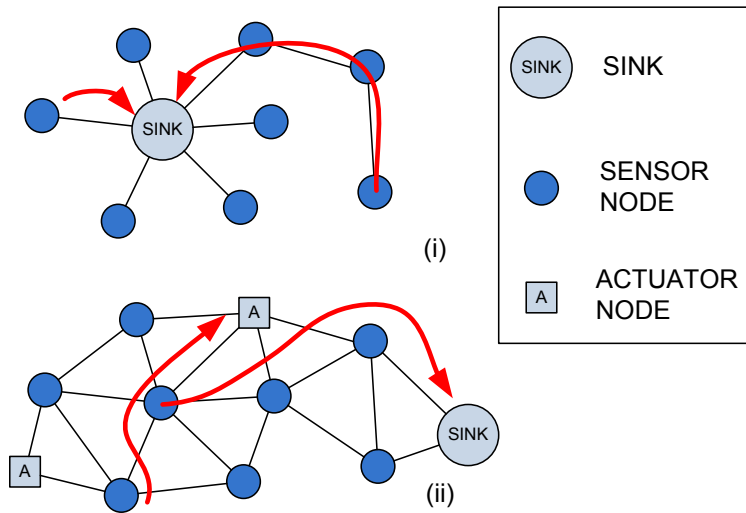 SINK
(i)
A
A
SINK
(ii)
SINK
SINK
SENSOR
NODE
A
ACTUATOR
NODE